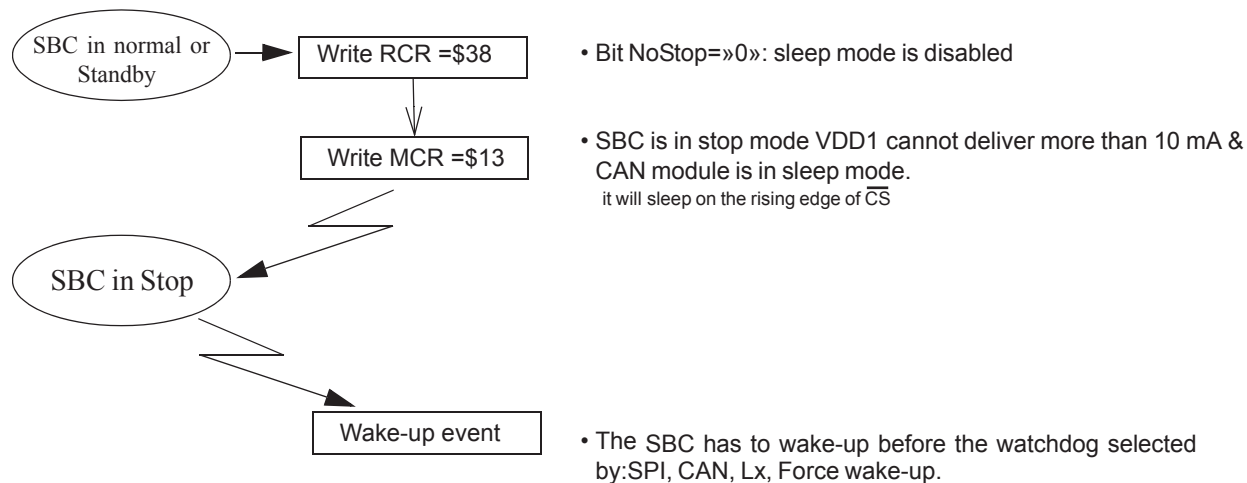 SBC in normal or
Standby
Write RCR =$38
• Bit NoStop=»0»: sleep mode is disabled
Write MCR =$13
• SBC is in stop mode VDD1 cannot deliver more than 10 mA &
CAN module is in sleep mode.
it will sleep on the rising edge of C̅S̅
SBC in Stop
Wake-up event
• The SBC has to wake-up before the watchdog selected
by:SPI, CAN, Lx, Force wake-up.